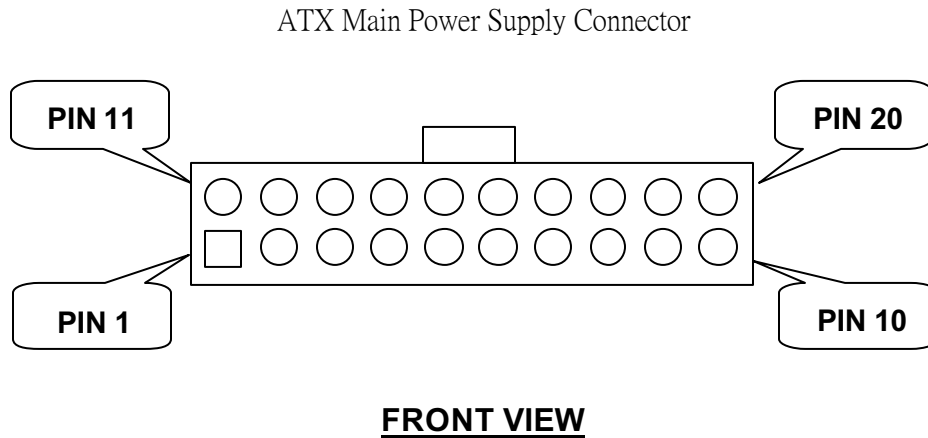 ATX Main Power Supply Connector
PIN 11
PIN 20
PIN 1
PIN 10
FRONT VIEW